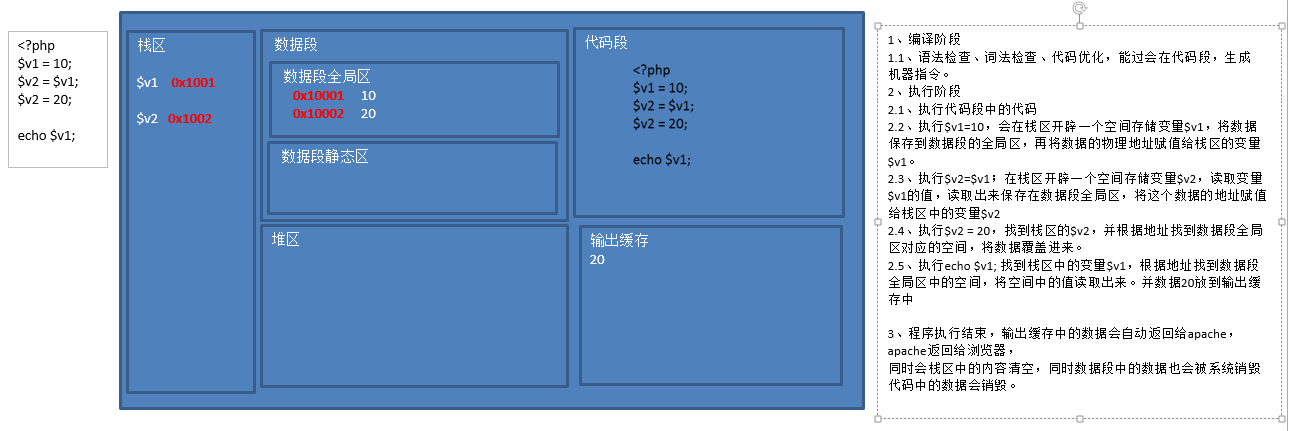 <?php
$v1 = 10;
$v2 = $v1;
$v2 = 20;
echo $v1;
栈区
$v1 0x1001
$v2 0x1002
数据段
数据段全局区
0x10001 10
0x10002 20
数据段静态区
堆区
代码段
<?php
$v1 = 10;
$v2 = $v1;
$v2 = 20;
echo $v1;
输出缓存
20
1、编译阶段
1.1、语法检查、词法检查、代码优化，能过会在代码段，生成
机器指令。
2、执行阶段
2.1、执行代码段中的代码
2.2、执行$v1=10，会在栈区开辟一个空间存储变量$v1，将数据
保存到数据段的全局区，再将数据的物理地址赋值给栈区的变量
$v1。
2.3、执行$v2=$v1；在栈区开辟一个空间存储变量$v2，读取变量
$v1的值，读取出来保存在数据段全局区，将这个数据的地址赋值
给栈区中的变量$v2
2.4、执行$v2 = 20，找到栈区的$v2，并根据地址找到数据段全局
区对应的空间，将数据覆盖进来。
2.5、执行echo $v1; 找到栈区中的变量$v1，根据地址找到数据段
全局区中的空间，将空间中的值读取出来。并数据20放到输出缓
存中
3、程序执行结束，输出缓存中的数据会自动返回给apache，
apache返回给浏览器，
同时会栈区中的内容清空，同时数据段中的数据也会被系统销毁
代码中的数据会销毁。